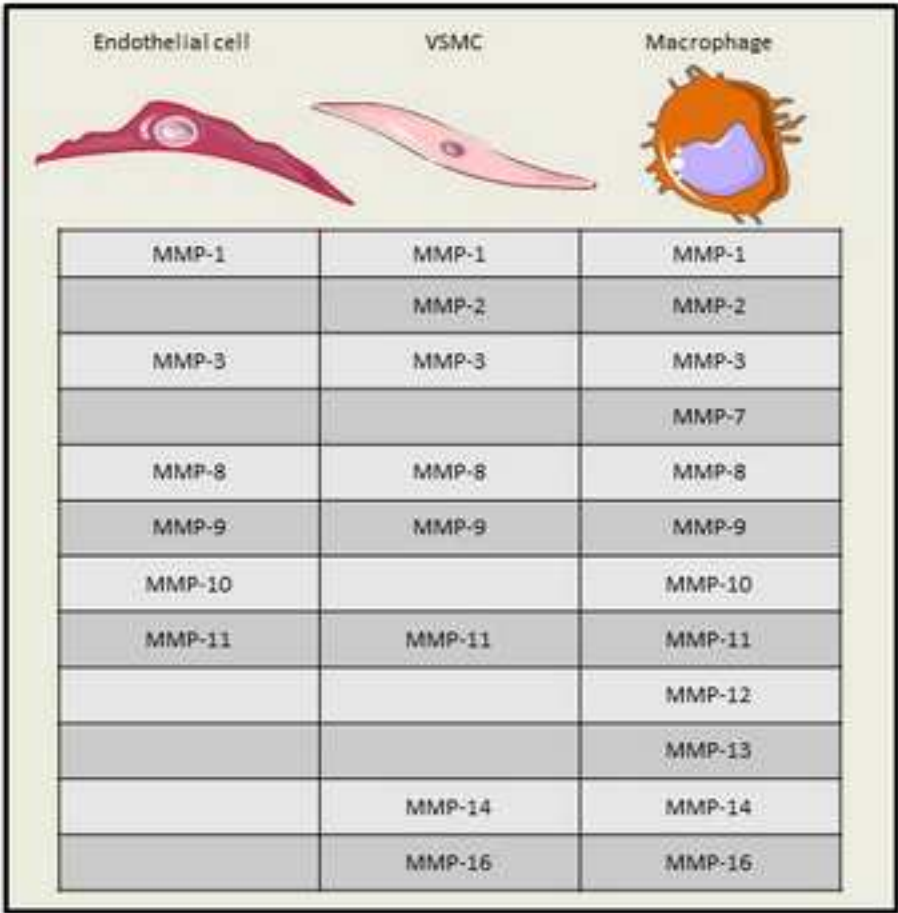 Endothelial cell VSMC Macrophage
MMP-1 MMP-1 MMP-1
MMP-2 MMP-2
MMP-3 MMP-3 MMP-3
MMP-7
MMP-8 MMP-8 MMP-8
MMP-9 MMP-9 MMP-9
MMP-10 MMP-10
MMP-11 MMP-11 MMP-11
MMP-12
MMP-13
MMP-14 MMP-14
MMP-16 MMP-16